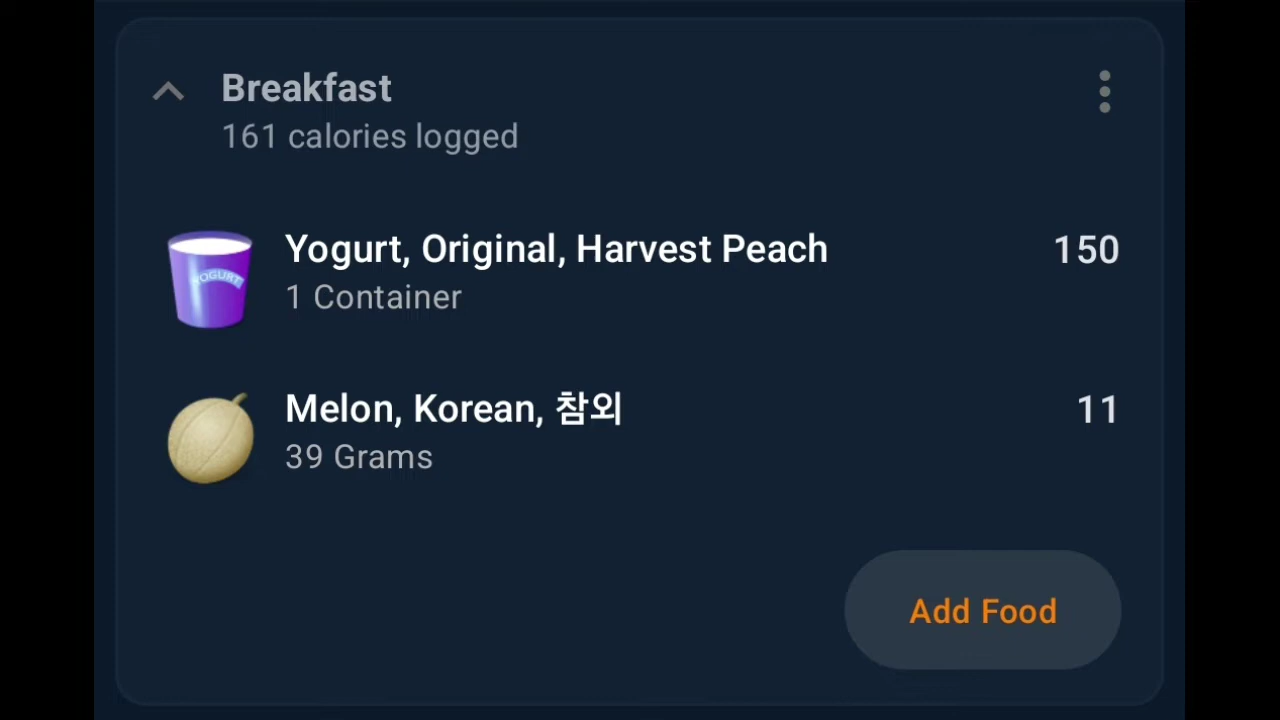 Breakfast
161 calories logged
YOGURT
Yogurt, Original, Harvest Peach
150
1 Container
Melon, Korean, 참외
11
39 Grams
Add Food